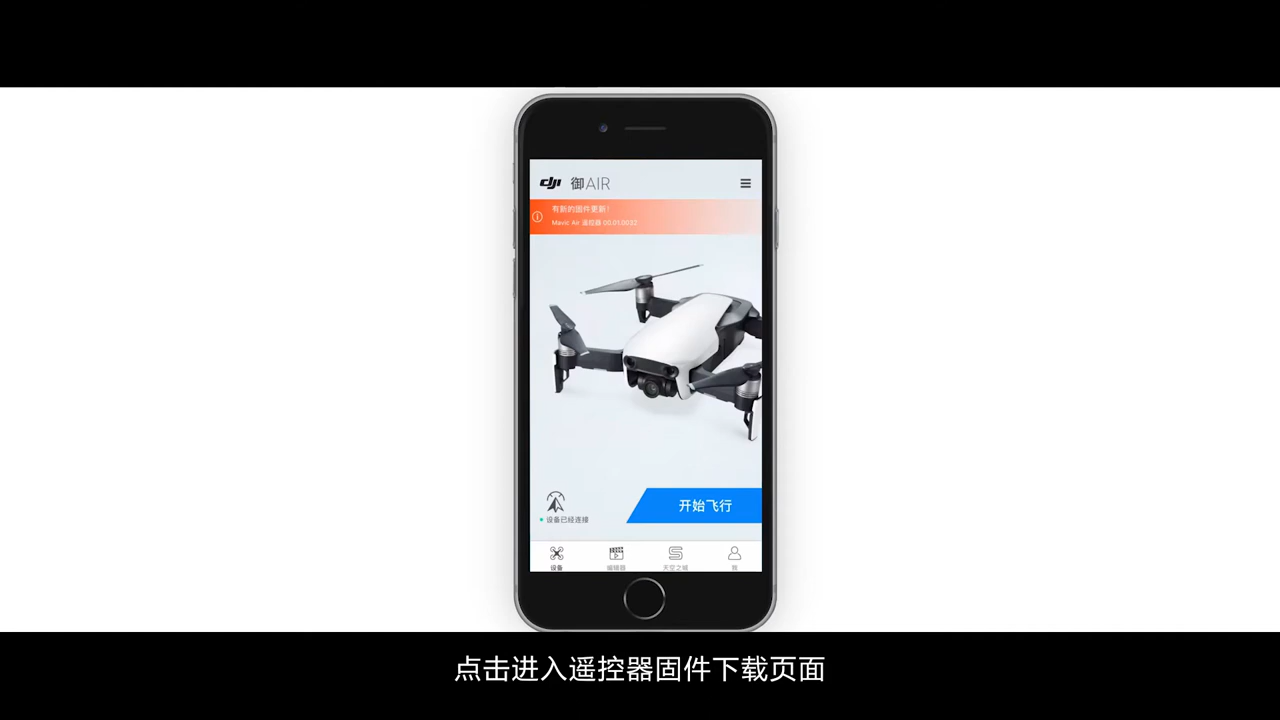 dji 御AIR
有新的固件更新！
Mavic Air 遥控器 00.01.0032
开始飞行
设备已经连接
设备 编辑器 天空之城 我
点击进入遥控器固件下载页面